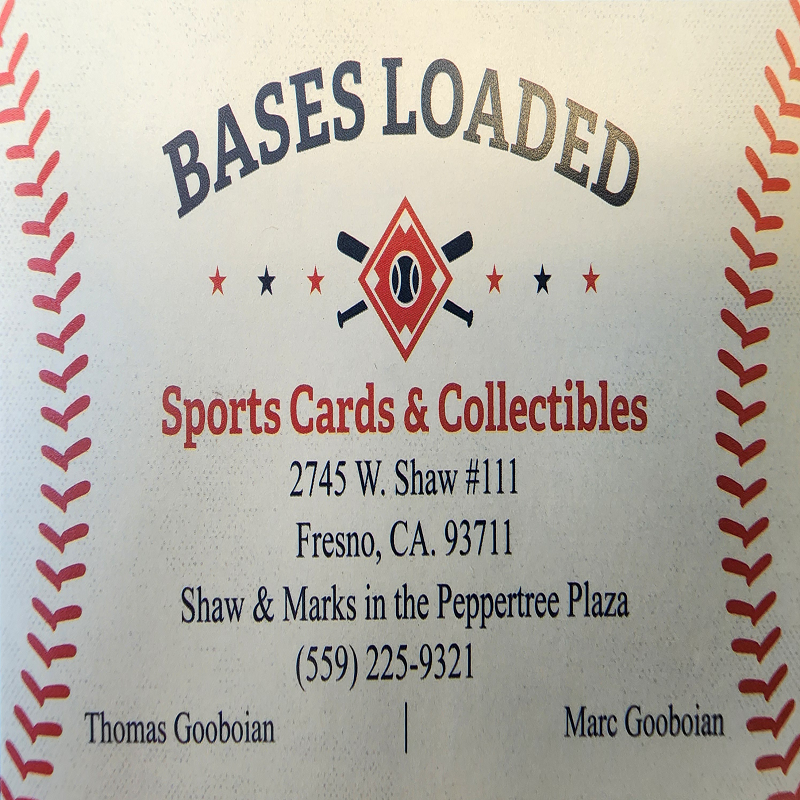 BASES LOADED
Sports Cards & Collectibles
2745 W. Shaw #111
Fresno, CA. 93711
Shaw & Marks in the Peppertree Plaza
(559) 225-9321
Thomas Gooboian | Marc Gooboian